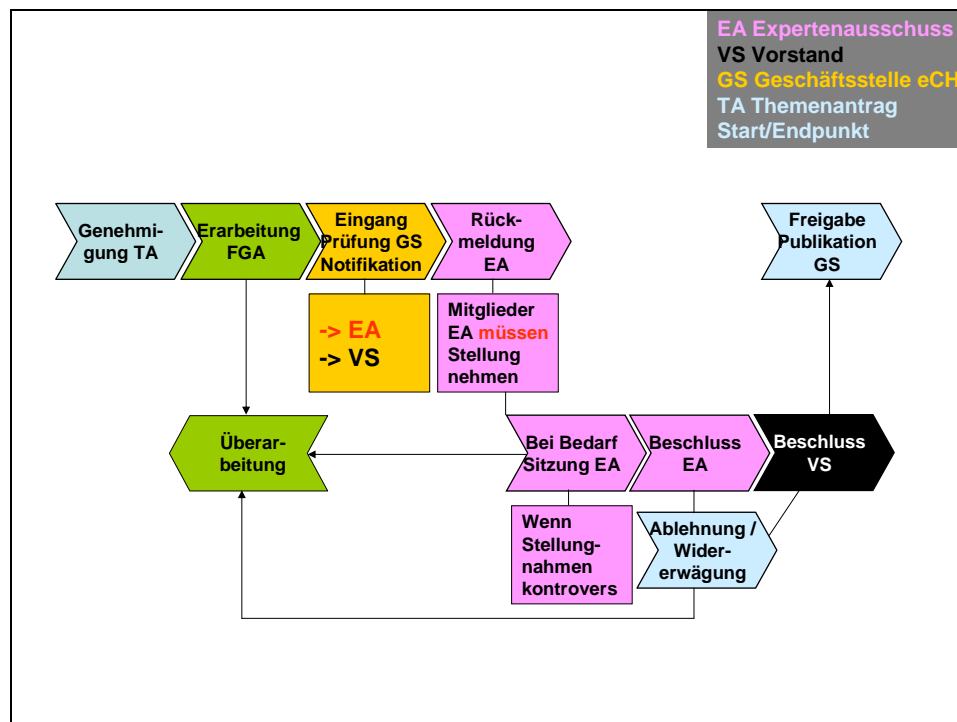 EA Expertenausschuss
VS Vorstand
GS Geschäftsstelle eCH
TA Themenantrag
Start/Endpunkt
Genehmi-
gung TA
Erarbeitung
FGA
Eingang
Prüfung GS
Notifikation
Rück-
meldung
EA
Freigabe
Publikation
GS
-> EA
-> VS
Mitglieder
EA müssen
Stellung
nehmen
Überar-
beitung
Bei Bedarf
Sitzung EA
Beschluss
EA
Beschluss
VS
Wenn
Stellung-
nahmen
kontrovers
Ablehnung /
Wider-
erwägung